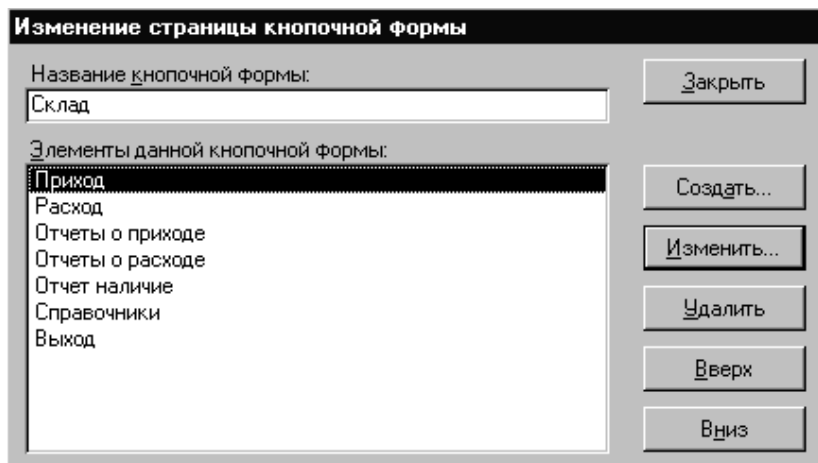 Изменение страницы кнопочной формы
Название кнопочной формы:
Закрыть
Склад
Элементы данной кнопочной формы:
Приход
Расход
Отчеты о приходе
Отчеты о расходе
Отчет наличие
Справочники
Выход
Создать...
Изменить...
Удалить
Вверх
Вниз